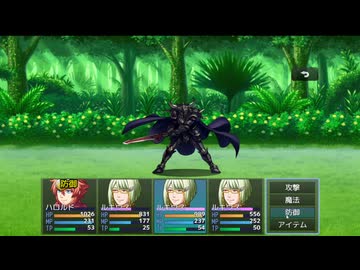 防御
ハロルド
HP 1026
MP 231
TP 53
HP 831
MP 177
TP 25
HP 989
MP 237
TP 54
HP 556
MP 252
TP 50
攻撃
魔法
防御
アイテム